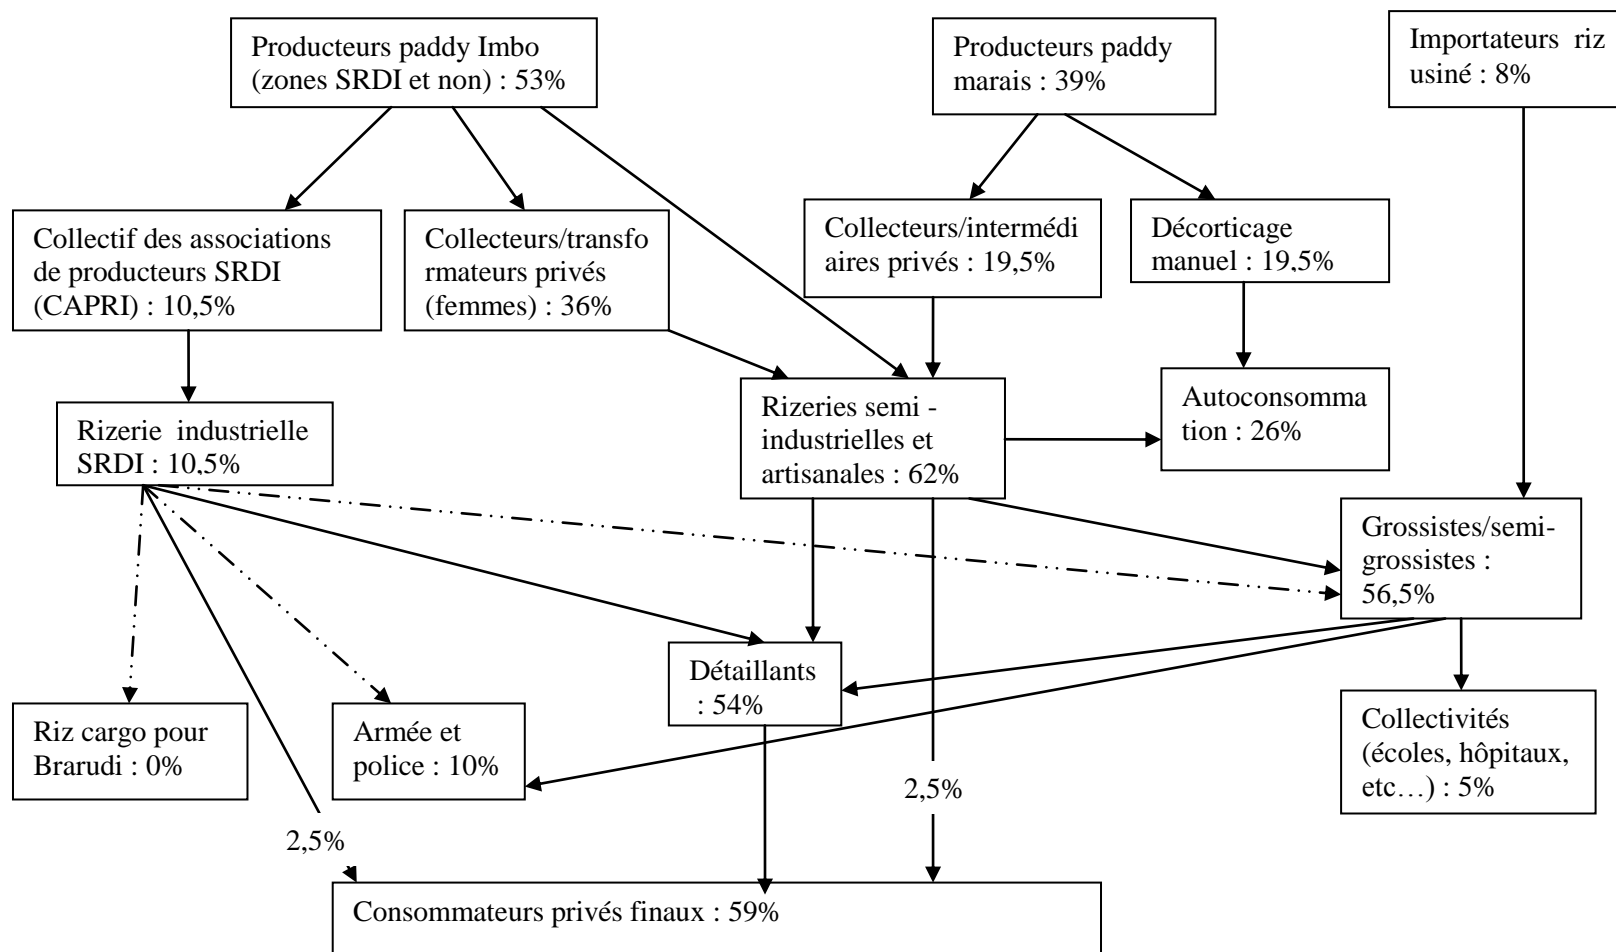 Producteurs paddy Imbo
(zones SRDI et non) : 53%
Producteurs paddy
marais : 39%
Importateurs riz
usiné : 8%
Collectif des associations
de producteurs SRDI
(CAPRI) : 10,5%
Collecteurs/transfo
rmateurs privés
(femmes) : 36%
Collecteurs/intermédi
aires privés : 19,5%
Décorticage
manuel : 19,5%
Rizerie industrielle
SRDI : 10,5%
Rizeries semi -
industrielles et
artisanales : 62%
Autoconsomma
tion : 26%
Grossistes/semi-
grossistes :
56,5%
Détaillants
: 54%
Riz cargo pour
Brarudi : 0%
Armée et
police : 10%
Collectivités
(écoles, hôpitaux,
etc…) : 5%
2,5%
2,5%
Consommateurs privés finaux : 59%